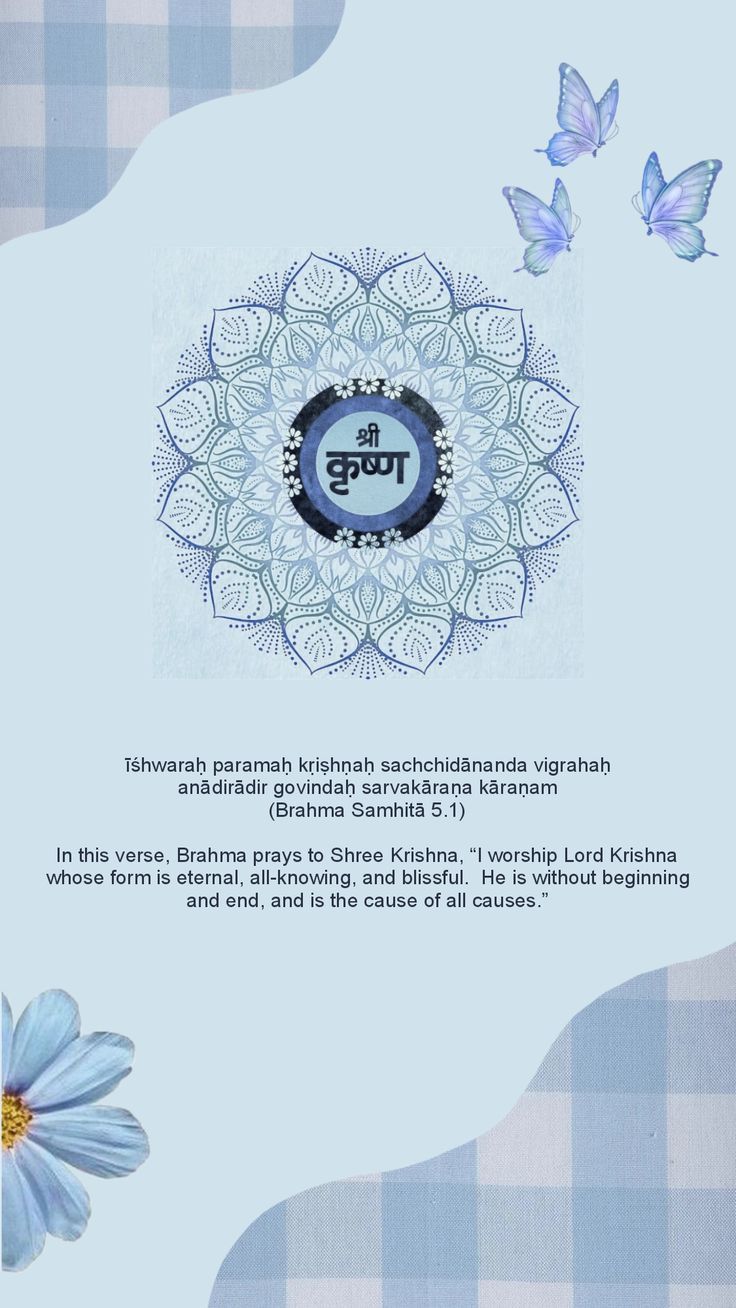 श्री
कृष्ण
īśhwaraḥ paramaḥ kṛiṣhṇaḥ sachchidānanda vigrahaḥ
anādirādir govindaḥ sarvakāraṇa kāraṇam
(Brahma Samhitā 5.1)
In this verse, Brahma prays to Shree Krishna, “I worship Lord Krishna
whose form is eternal, all-knowing, and blissful.  He is without beginning
and end, and is the cause of all causes.”